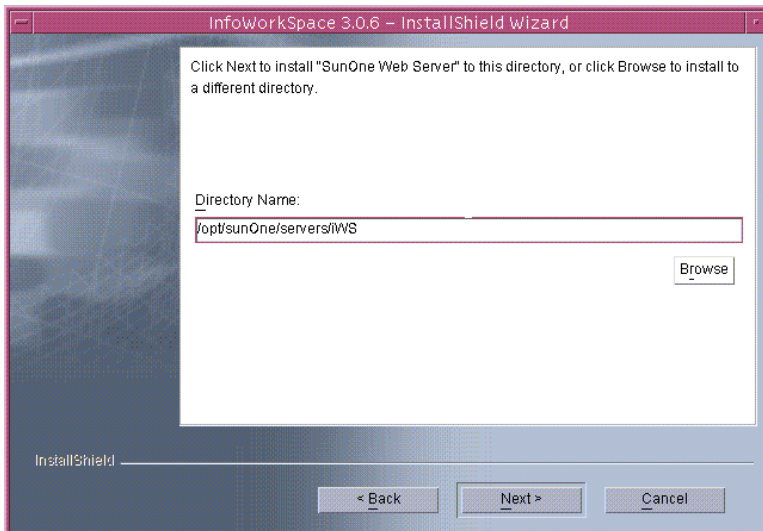 InfoWorkSpace 3.0.6 – InstallShield Wizard
Click Next to install "SunOne Web Server" to this directory, or click Browse to install to
a different directory.
Directory Name:
/opt/sunOne/servers/iWS
Browse
InstallShield
< Back Next > Cancel